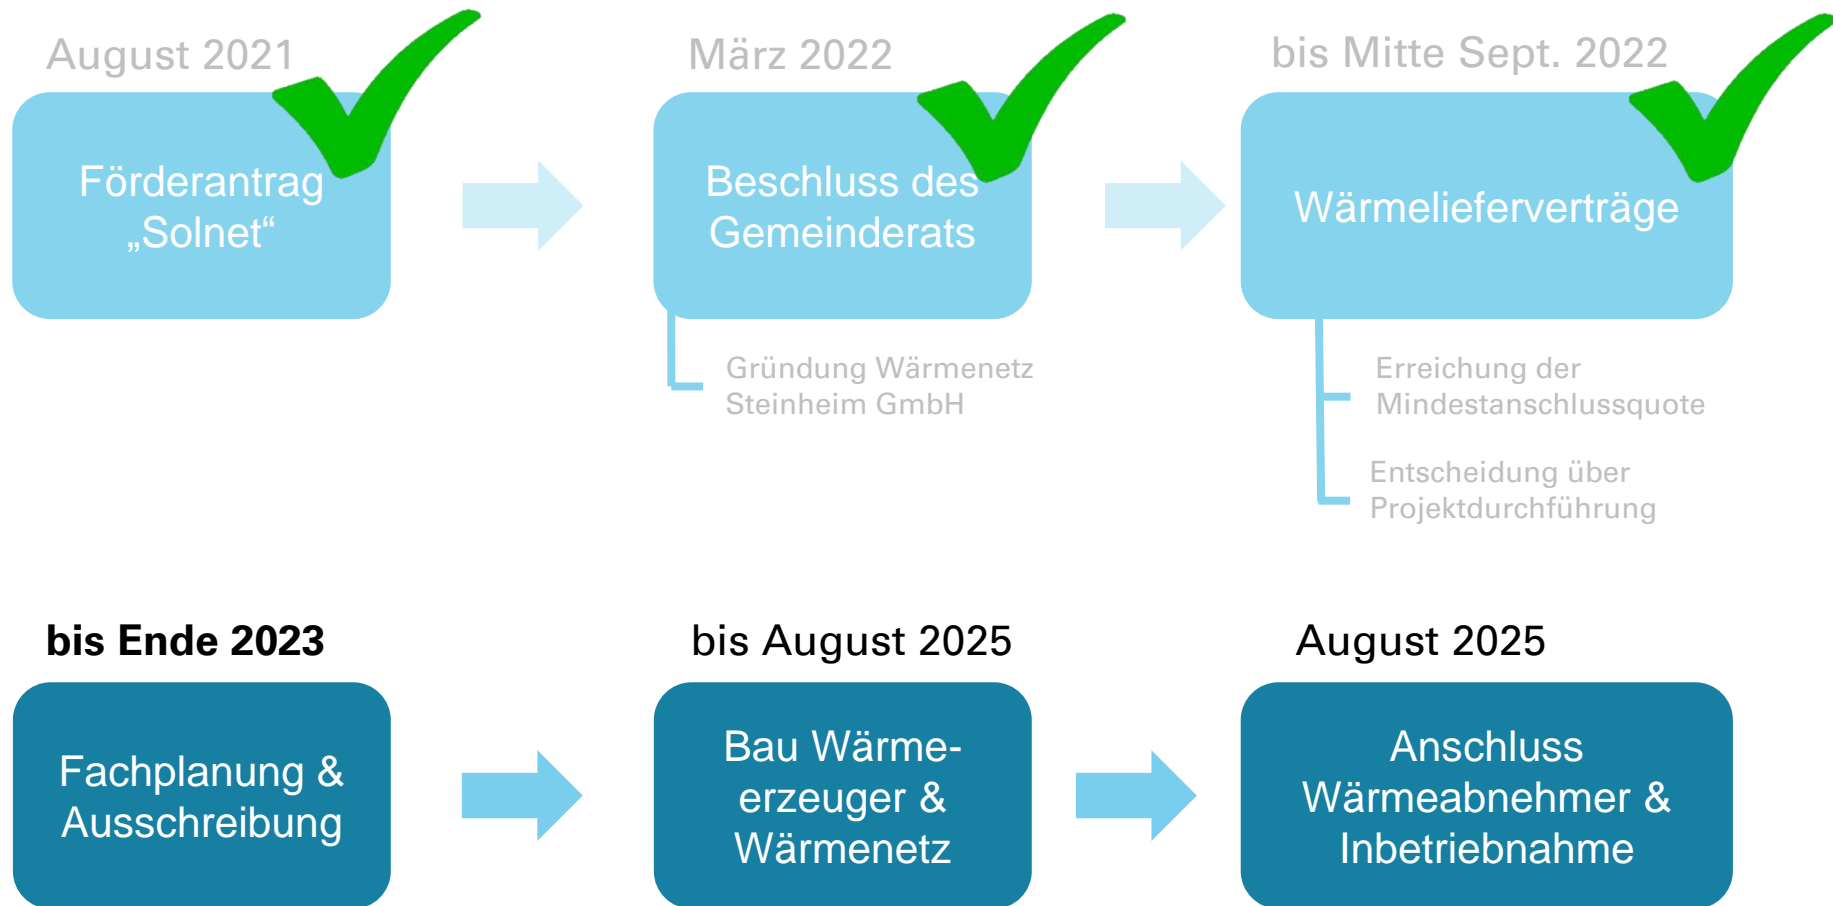 August 2021
Förderantrag
„Solnet“
März 2022
Beschluss des
Gemeinderats
Gründung Wärmenetz
Steinheim GmbH
bis Mitte Sept. 2022
Wärmelieferverträge
Erreichung der
Mindestanschlussquote
Entscheidung über
Projektdurchführung
bis Ende 2023
Fachplanung &
Ausschreibung
bis August 2025
Bau Wärme-
erzeuger &
Wärmenetz
August 2025
Anschluss
Wärmeabnehmer &
Inbetriebnahme